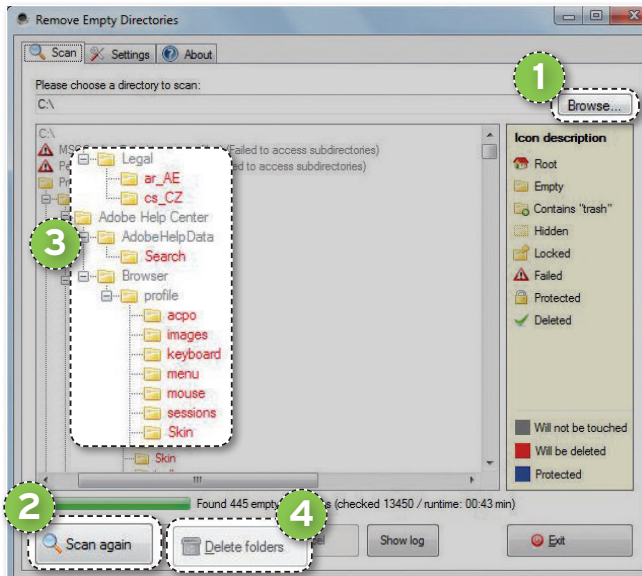 Remove Empty Directories
Scan
Settings
About
Please choose a directory to scan:
C:\
1
Browse...
C:\
(Failed to access subdirectories)
to access subdirectories)
Legal
ar_AE
cs_CZ
Adobe Help Center
3
AdobeHelpData
Search
Browser
profile
acpo
images
keyboard
menu
mouse
sessions
Skin
Skin
Icon description
Root
Empty
Contains "trash"
Hidden
Locked
Failed
Protected
Deleted
Will not be touched
Will be deleted
Protected
Found 445 empty (checked 13450 / runtime: 00:43 min)
2
Scan again
4
Delete folders
Show log
Exit